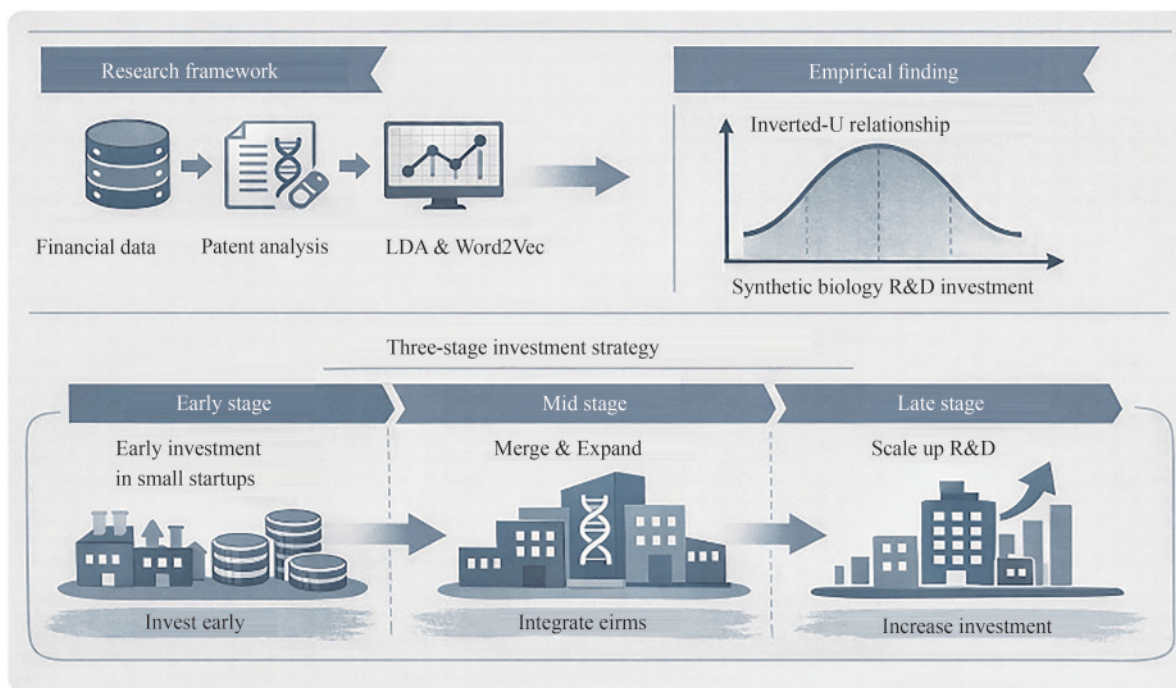 Research framework
Empirical finding
Financial data
Patent analysis
LDA & Word2Vec
Inverted-U relationship
Synthetic biology R&D investment
Three-stage investment strategy
Early stage
Mid stage
Late stage
Early investment
in small startups
Merge & Expand
Scale up R&D
Invest early
Integrate eirms
Increase investment